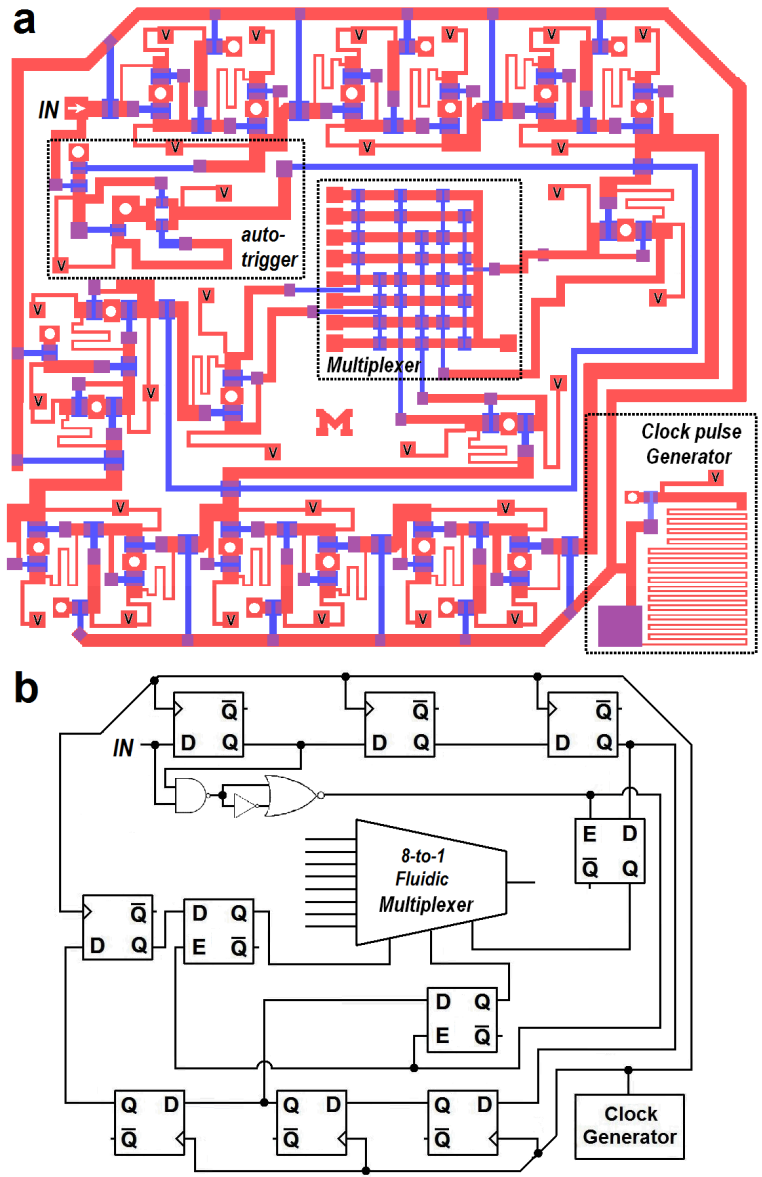 a
V V V V V V
IN
V V V
V V
auto-
trigger
V
V V V
Multiplexer
V V V
M
V V
Clock pulse
Generator
V
V V V
V V V V V V
b
Q̅ Q̅ Q̅
IN D Q D Q D Q
E D
Q̅ Q
8-to-1
Fluidic
Multiplexer
Q̅
D Q
D Q
E Q̅
D Q
E Q̅
Q D Q D Q D
Q̅ Q̅ Q̅
Clock
Generator